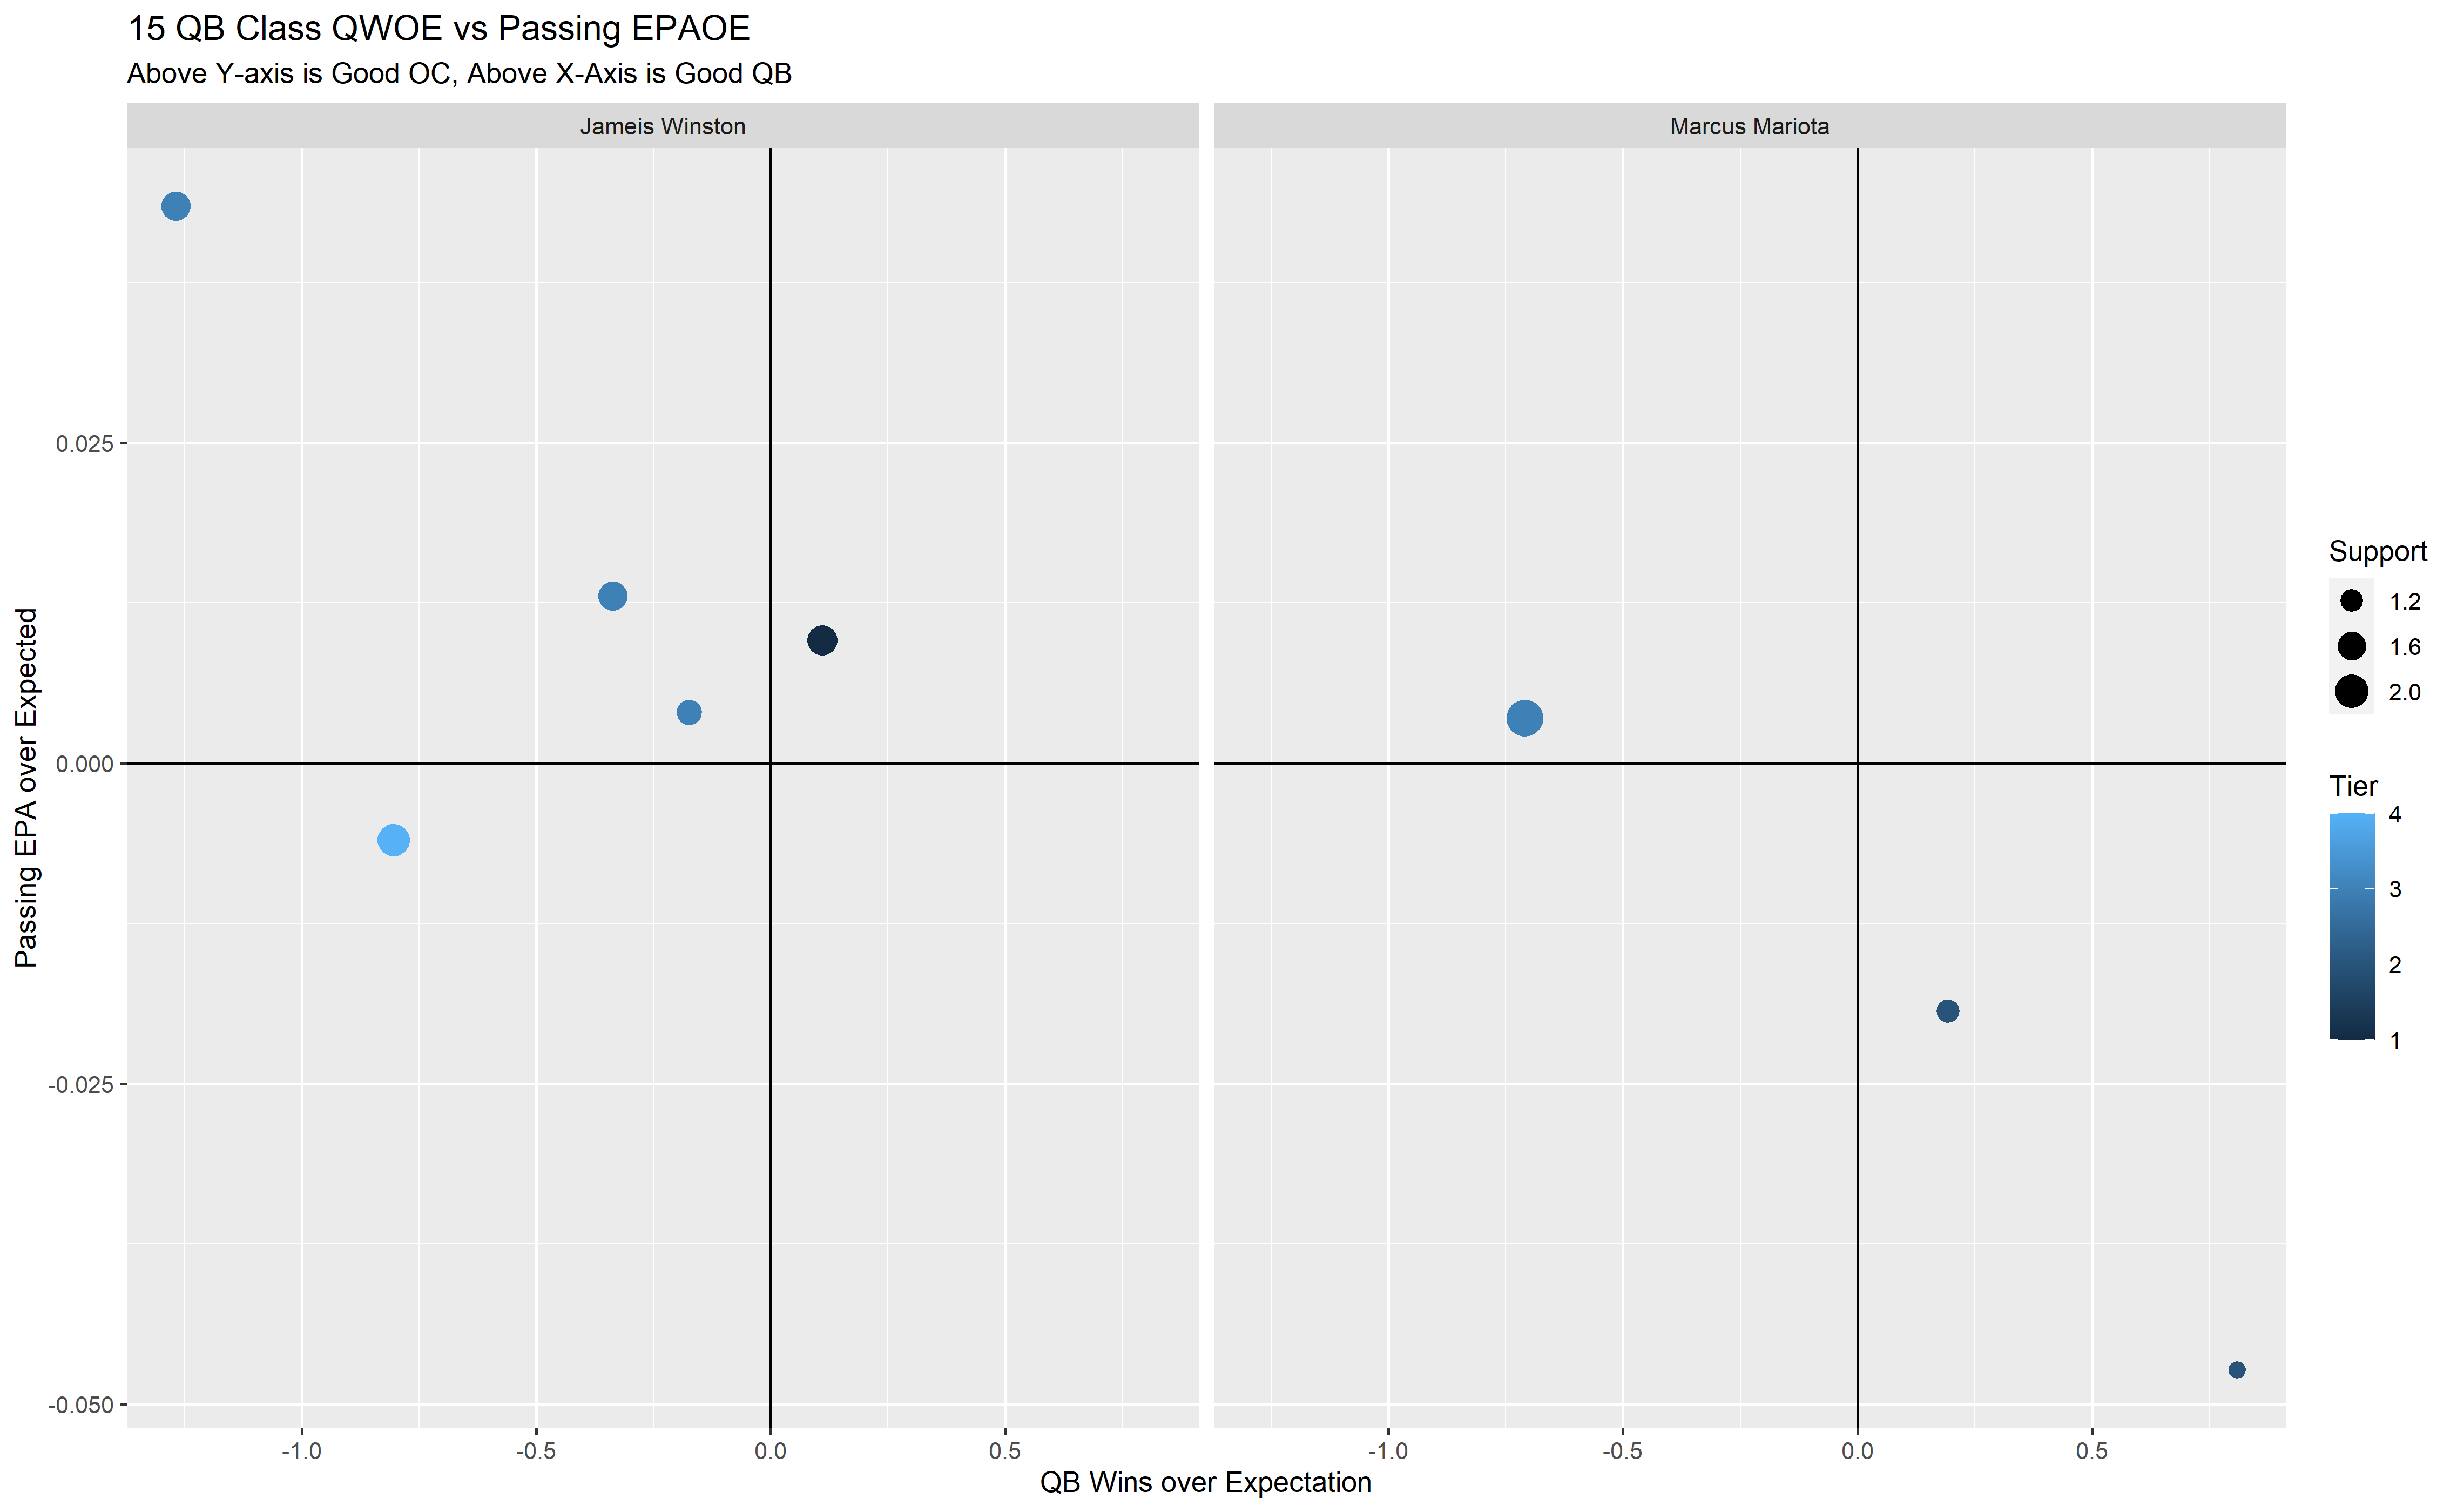 15 QB Class QWOE vs Passing EPAOE
Above Y-axis is Good OC, Above X-Axis is Good QB
Jameis Winston
Marcus Mariota
Passing EPA over Expected
0.025
0.000
-0.025
-0.050
-1.0
-0.5
0.0
0.5
-1.0
-0.5
0.0
0.5
QB Wins over Expectation
Support
1.2
1.6
2.0
Tier
4
3
2
1